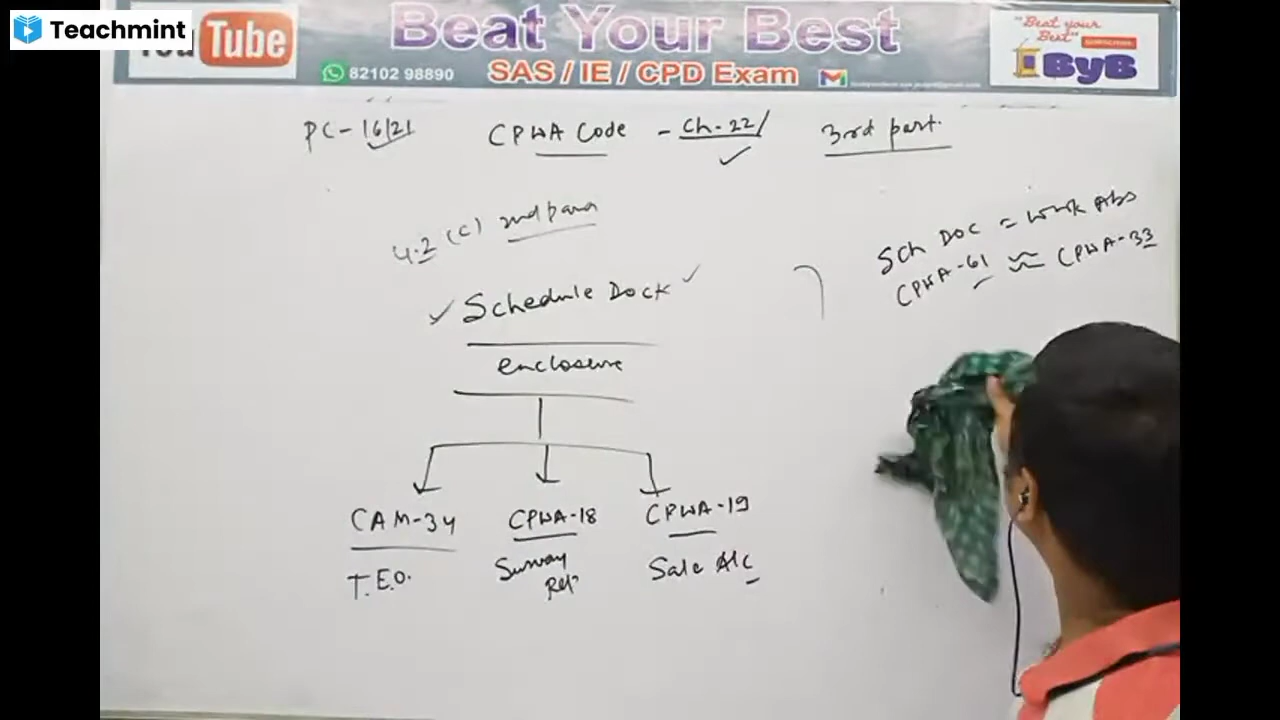 Teachmint
You Tube
Beat Your Best
82102 98890
SAS / IE / CPD Exam
"Beat your Best"
SUBSCRIBE
ByB
PC - 16/21 CPWA Code - Ch-22/ 3rd part.
4.2 (c) 2nd para
Schedule Dock
enclosure
CAM-34 CPWA-18 CPWA-19
T.E.O. Survey Rep Sale A/c
Sch Doc = Work Abs
CPWA-61 ≈ CPWA-33